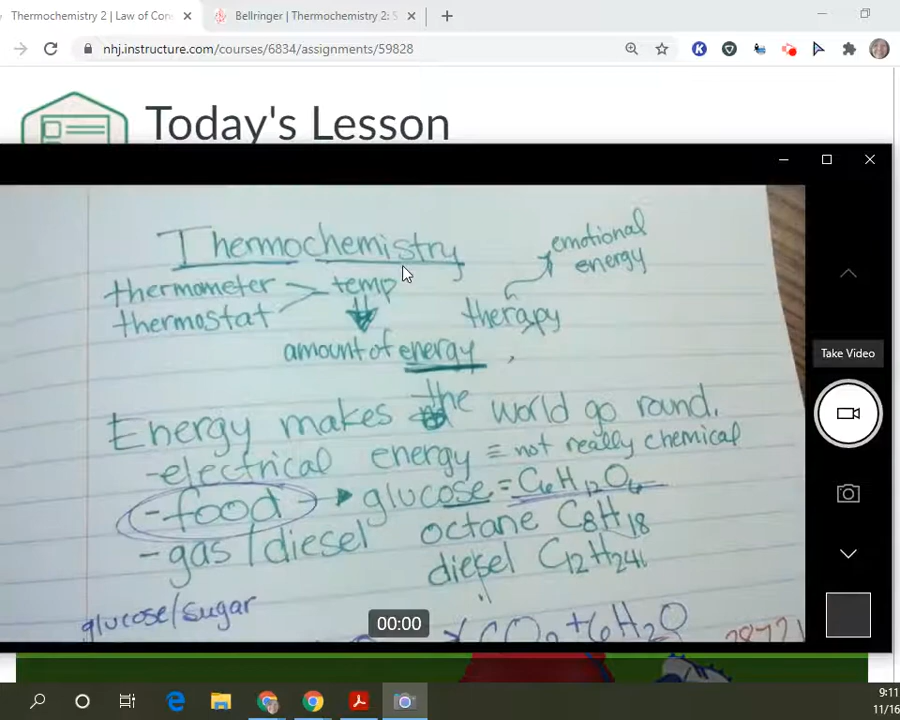 Thermochemistry 2 | Law of Con
Bellringer | Thermochemistry 2: S
nhj.instructure.com/courses/6834/assignments/59828
Today's Lesson
Thermochemistry
emotional
energy
thermometer > temp
thermostat
therapy
amount of energy
Take Video
Energy makes the world go round.
-electrical energy = not really chemical
-food → glucose = C6H12O6
-gas/diesel octane C8H18
diesel C12H24
glucose/sugar
CO2 + 6H2O
00:00
9:11
11/16